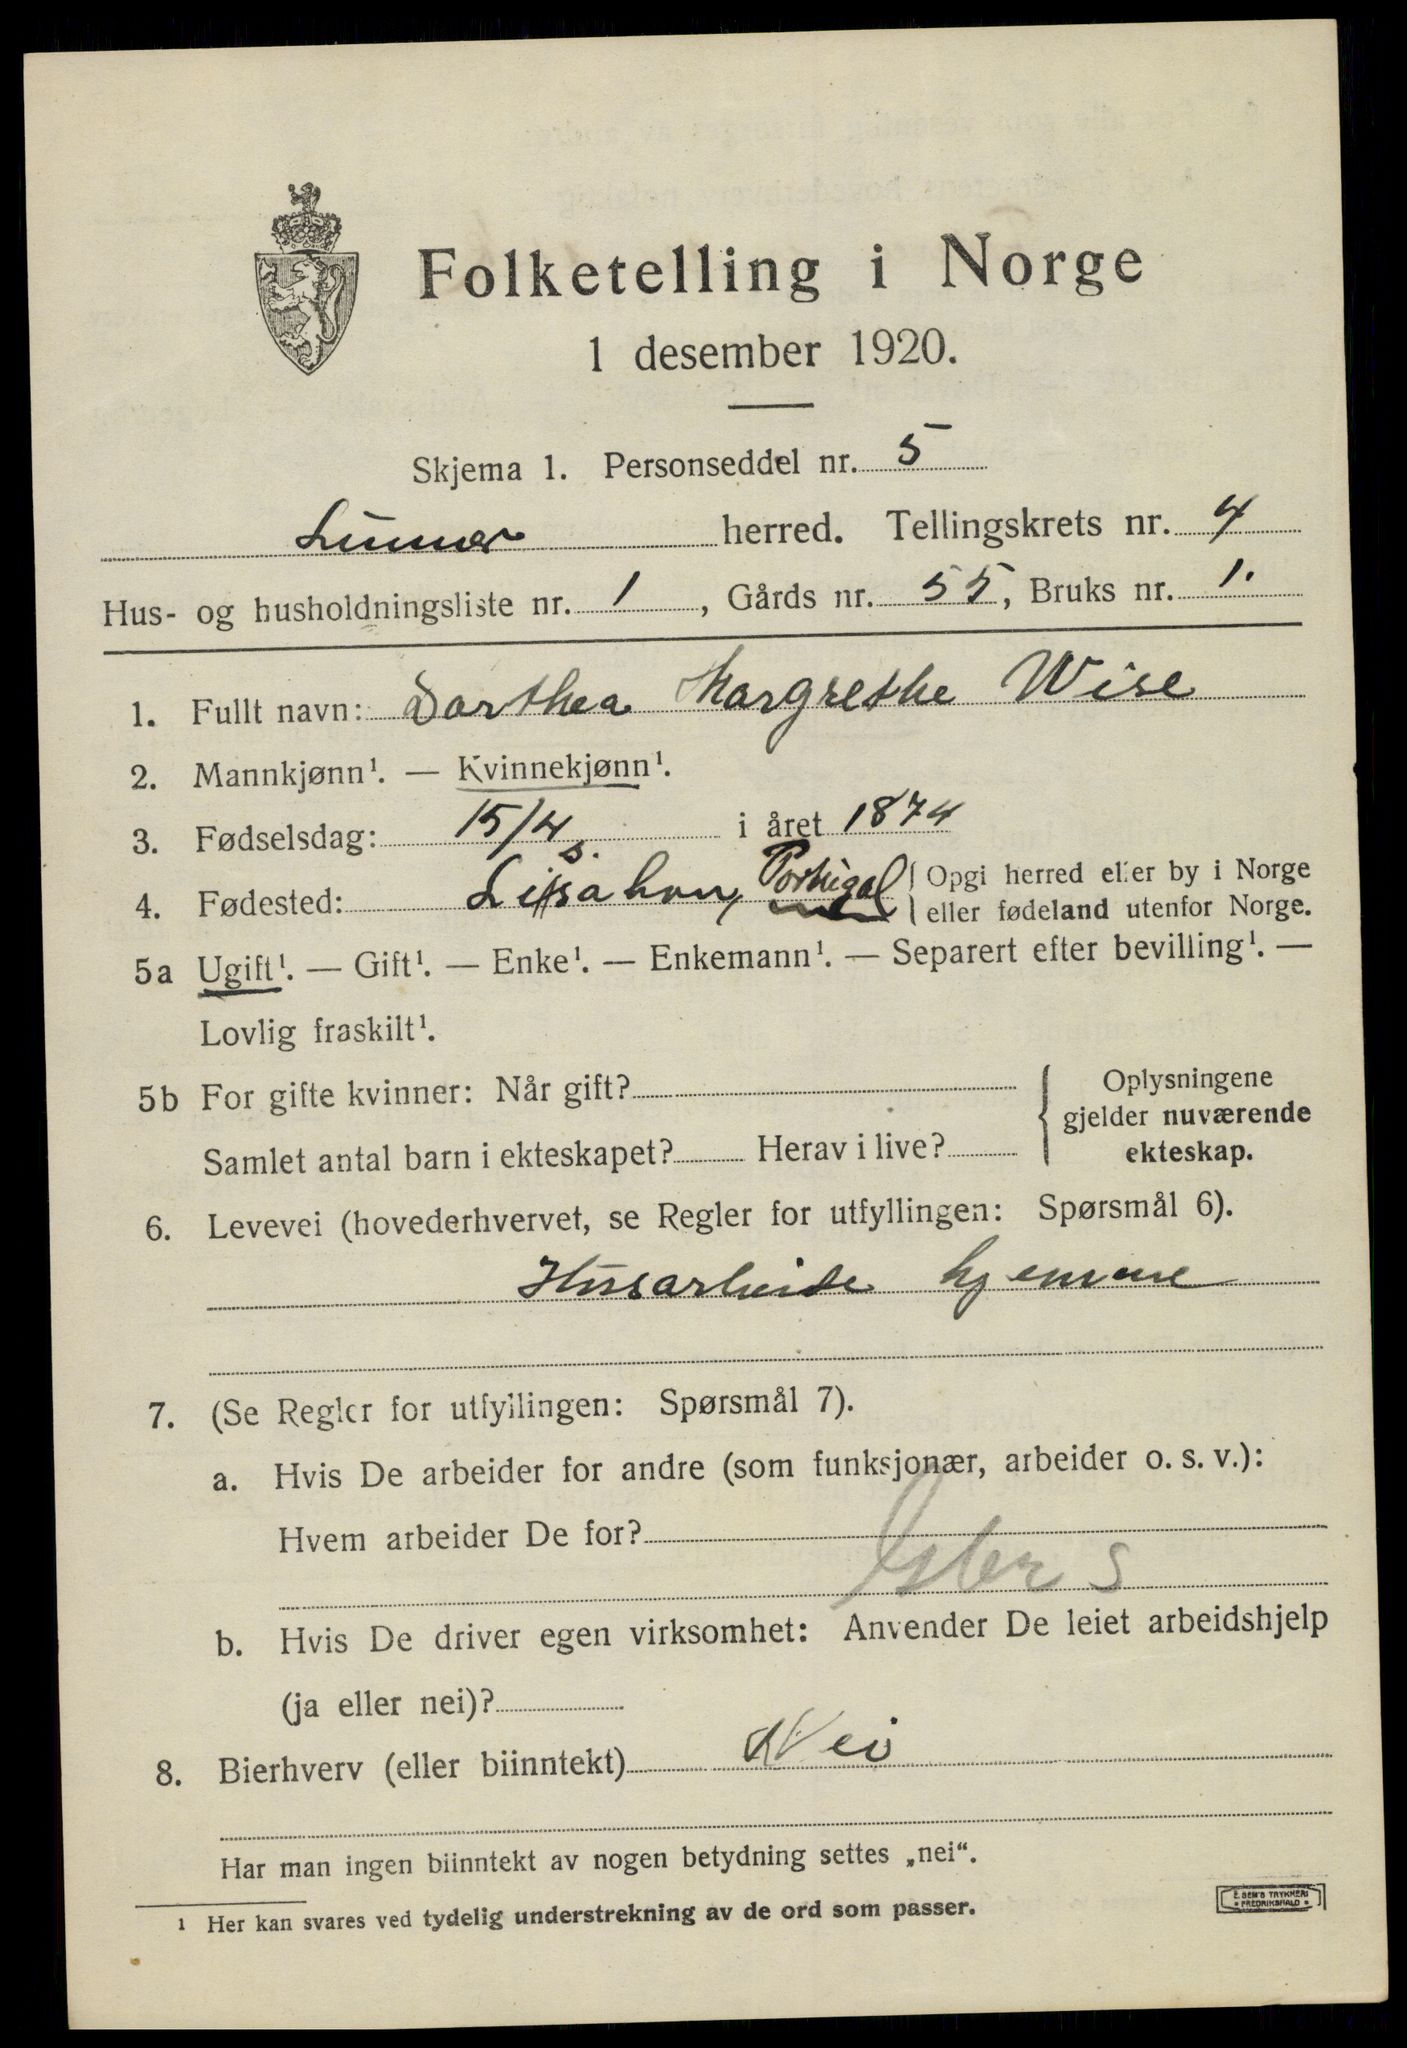 Folketelling i Norge
1 desember 1920.
Skjema 1. Personseddel nr. 5
Lunner herred. Tellingskrets nr. 4
Hus- og husholdningsliste nr. 1, Gårds nr. 55, Bruks nr. 1.
1. Fullt navn: Dorthea Margrethe Wise
2. Mannkjønn¹. — Kvinnekjønn¹.
3. Fødselsdag: 15/4 i året 1874
4. Fødested: Lissabon, Portugal { Opgi herred eller by i Norge
eller fødeland utenfor Norge.
5a Ugift¹. — Gift¹. — Enke¹. — Enkemann¹. — Separert efter bevilling¹. —
Lovlig fraskilt¹.
5b For gifte kvinner: Når gift? { Oplysningene
gjelder nuværende
Samlet antal barn i ekteskapet? Herav i live? ekteskap.
6. Levevei (hovederhvervet, se Regler for utfyllingen: Spørsmål 6).
Husarbeide hjemme
7. (Se Regler for utfyllingen: Spørsmål 7).
a. Hvis De arbeider for andre (som funksjonær, arbeider o. s. v.):
Hvem arbeider De for?
b. Hvis De driver egen virksomhet: Anvender De leiet arbeidshjelp
(ja eller nei)?
8. Bierhverv (eller biinntekt) Nei
Har man ingen biinntekt av nogen betydning settes „nei“.
¹ Her kan svares ved tydelig understrekning av de ord som passer.
E. SEM'S TRYKKERI
FREDRIKSHALD